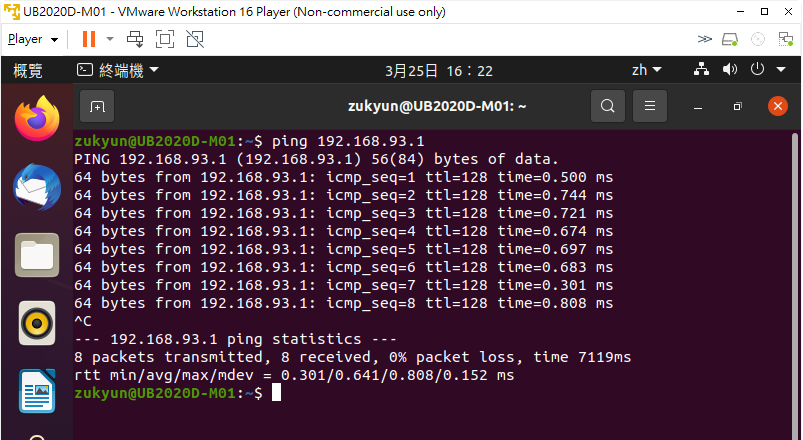 UB2020D-M01 - VMware Workstation 16 Player (Non-commercial use only)
Player
概覽 終端機 3月25日 16：22 zh
zukyun@UB2020D-M01: ~
zukyun@UB2020D-M01:~$ ping 192.168.93.1
PING 192.168.93.1 (192.168.93.1) 56(84) bytes of data.
64 bytes from 192.168.93.1: icmp_seq=1 ttl=128 time=0.500 ms
64 bytes from 192.168.93.1: icmp_seq=2 ttl=128 time=0.744 ms
64 bytes from 192.168.93.1: icmp_seq=3 ttl=128 time=0.721 ms
64 bytes from 192.168.93.1: icmp_seq=4 ttl=128 time=0.674 ms
64 bytes from 192.168.93.1: icmp_seq=5 ttl=128 time=0.697 ms
64 bytes from 192.168.93.1: icmp_seq=6 ttl=128 time=0.683 ms
64 bytes from 192.168.93.1: icmp_seq=7 ttl=128 time=0.301 ms
64 bytes from 192.168.93.1: icmp_seq=8 ttl=128 time=0.808 ms
^C
--- 192.168.93.1 ping statistics ---
8 packets transmitted, 8 received, 0% packet loss, time 7119ms
rtt min/avg/max/mdev = 0.301/0.641/0.808/0.152 ms
zukyun@UB2020D-M01:~$